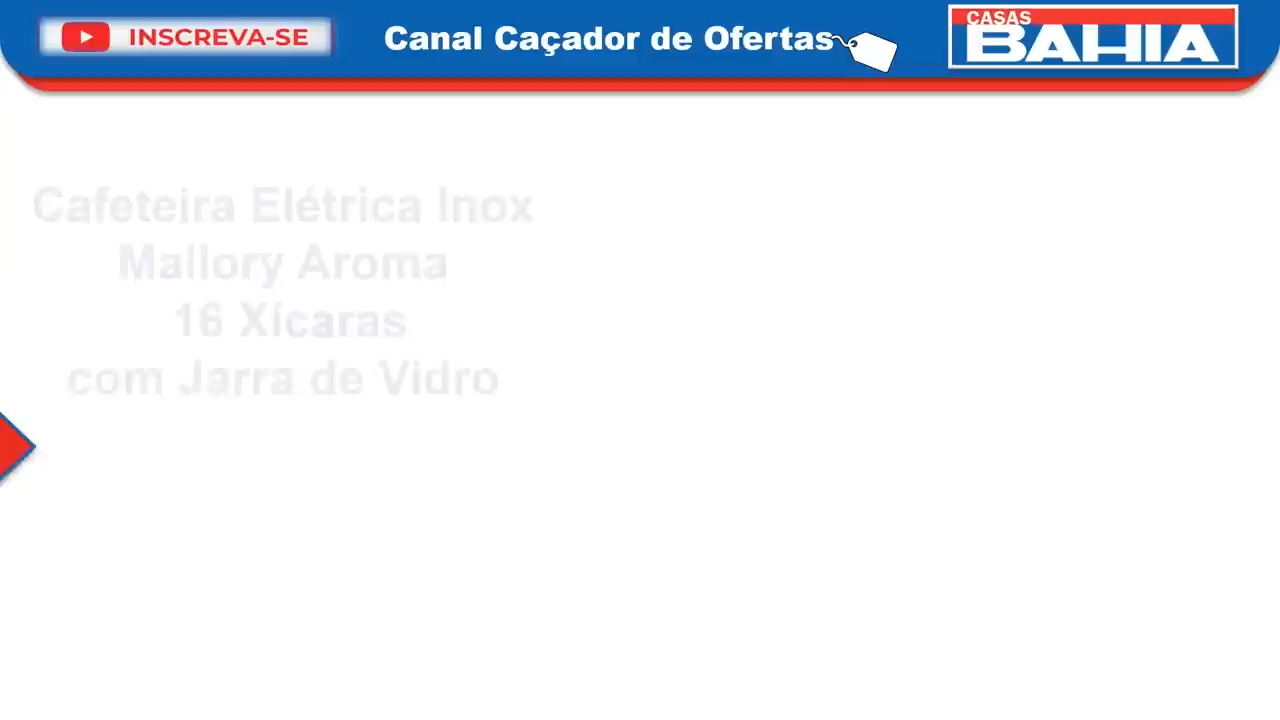 INSCREVA-SE
Canal Caçador de Ofertas
CASAS
BAHIA
Cafeteira Elétrica Inox
Mallory Aroma
16 Xícaras
com Jarra de Vidro